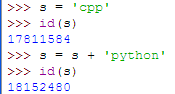 >>> s = 'cpp'
>>> id(s)
17811584
>>> s = s + 'python'
>>> id(s)
18152480